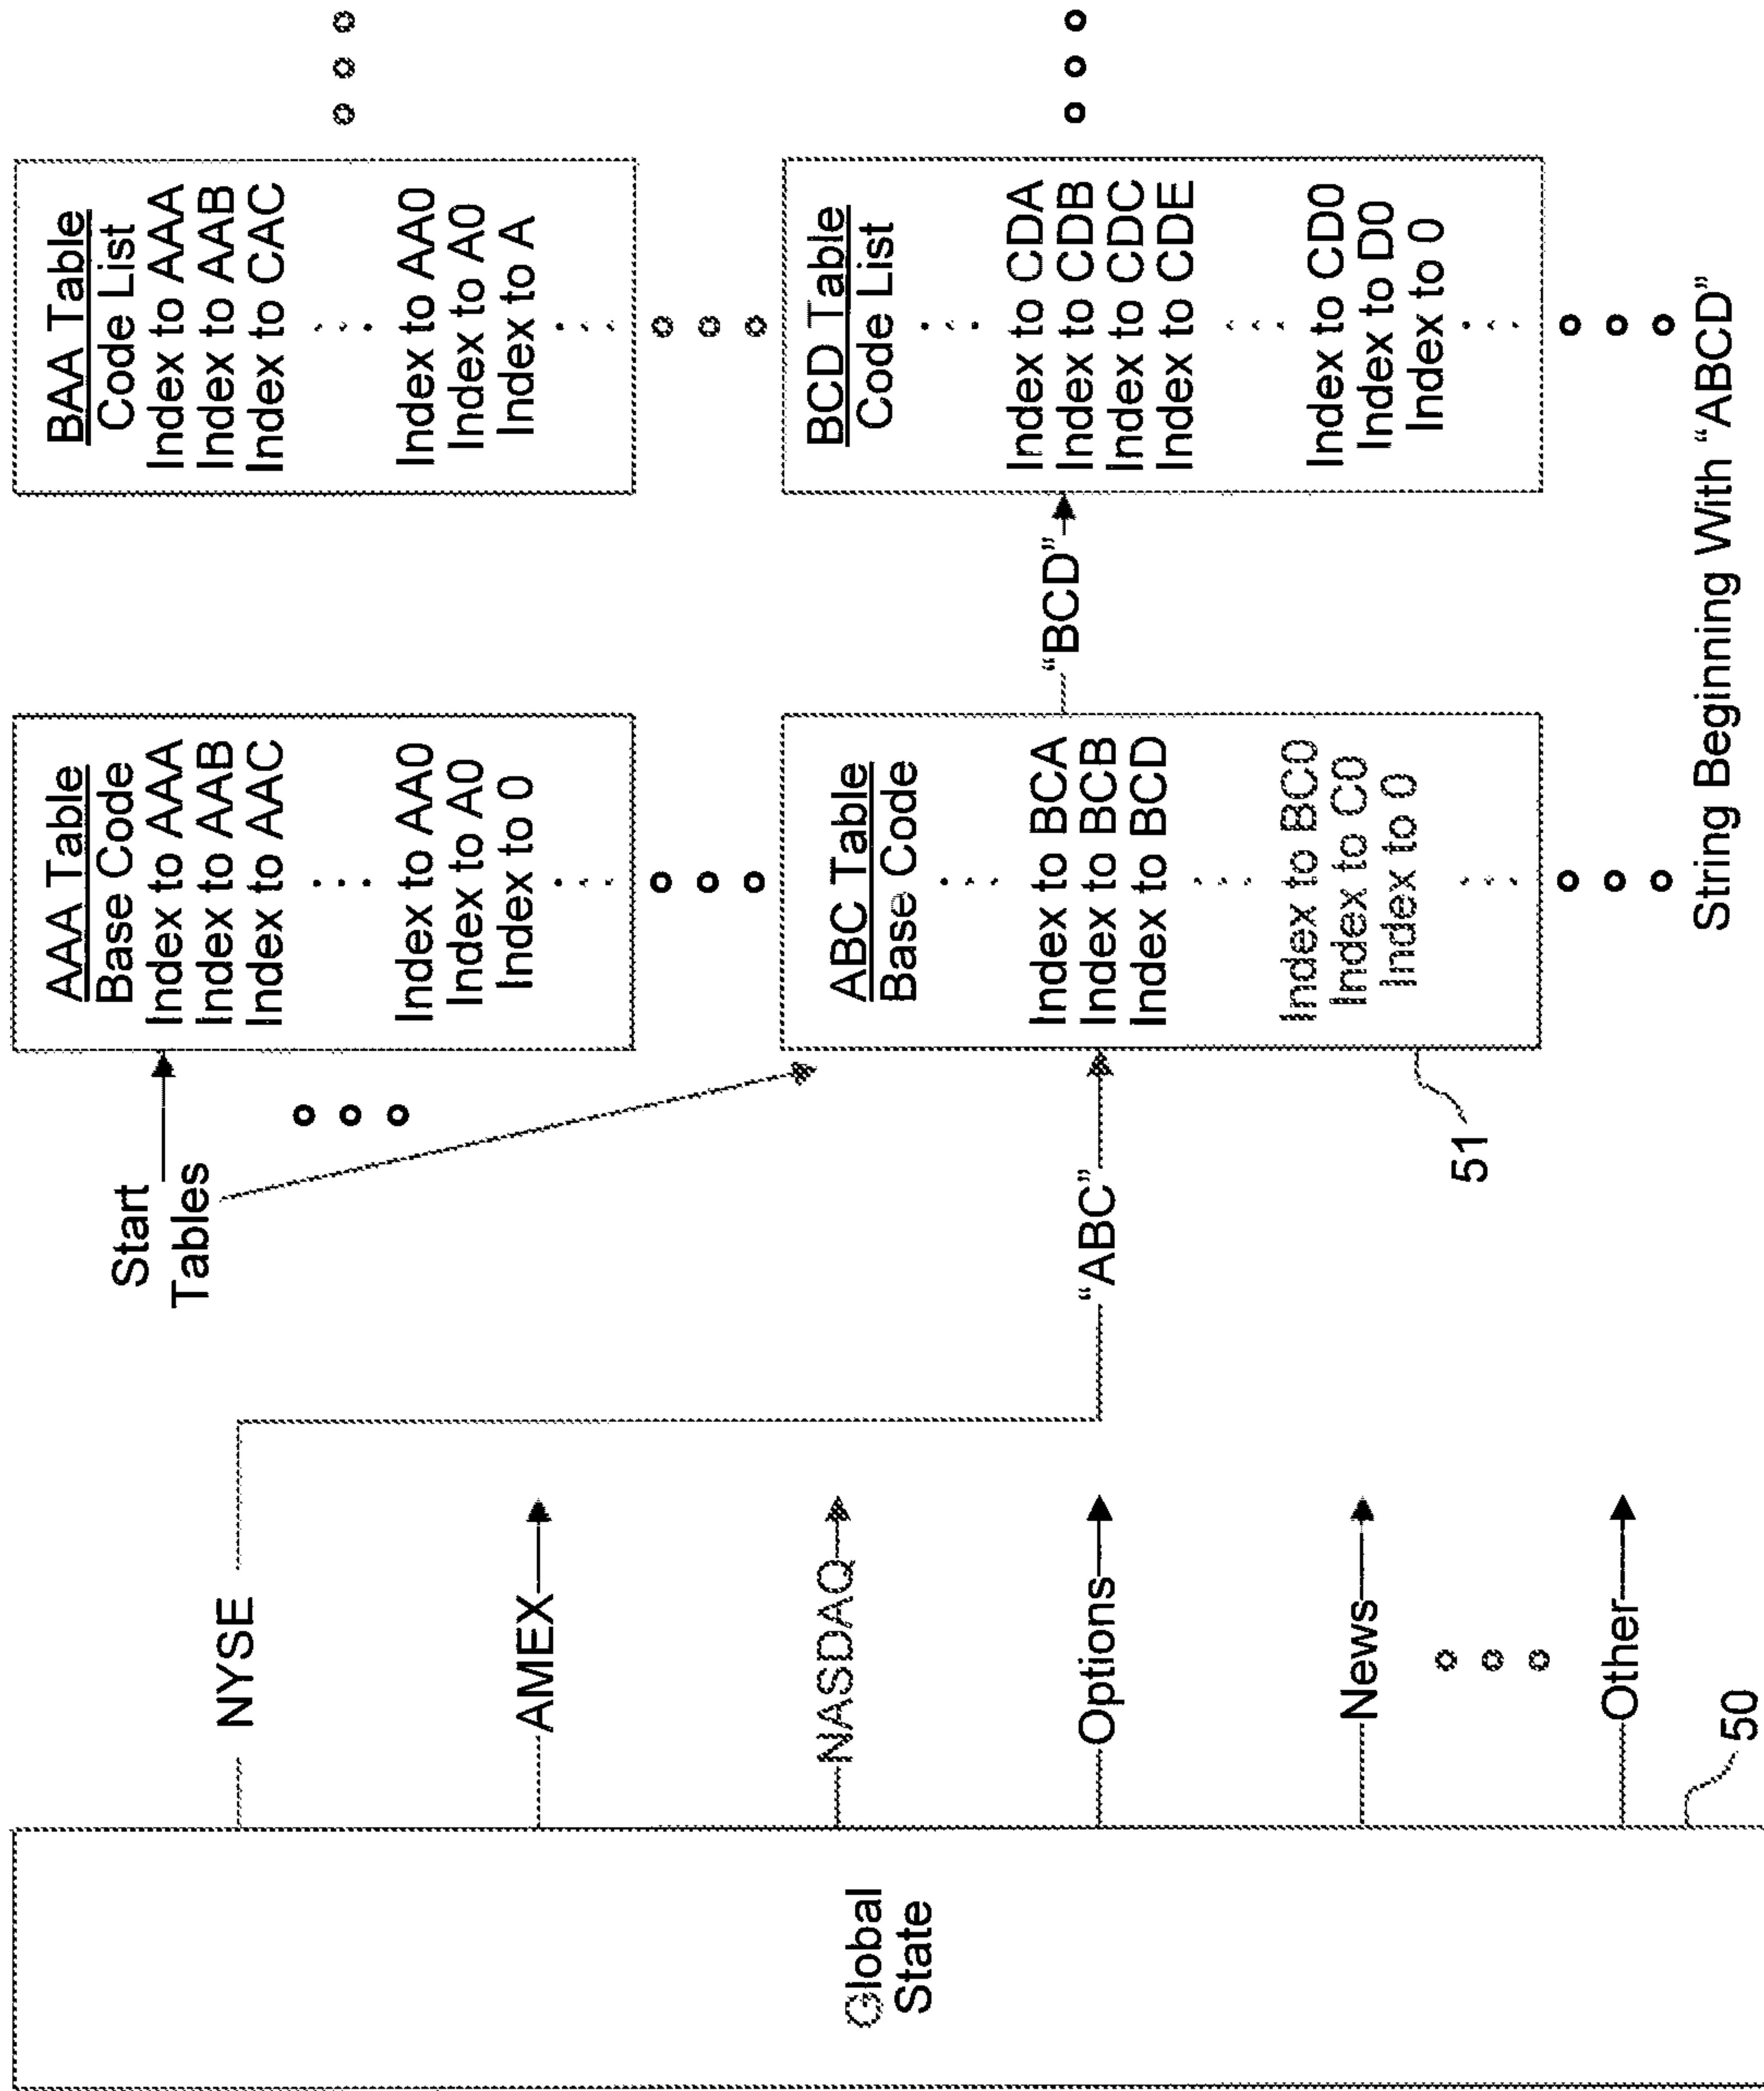 Global
State
50
NYSE
AMEX
NASDAQ
Options
News
Other
Start
Tables
"ABC"
51
AAA Table
Base Code
Index to AAA
Index to AAB
Index to AAC
Index to AA0
Index to A0
Index to 0
ABC Table
Base Code
Index to BCA
Index to BCB
Index to BCD
Index to BC0
Index to C0
Index to 0
"BCD"
BAA Table
Code List
Index to AAA
Index to AAB
Index to CAC
Index to AA0
Index to A0
Index to A
BCD Table
Code List
Index to CDA
Index to CDB
Index to CDC
Index to CDE
Index to CD0
Index to D0
Index to 0
String Beginning With "ABCD"